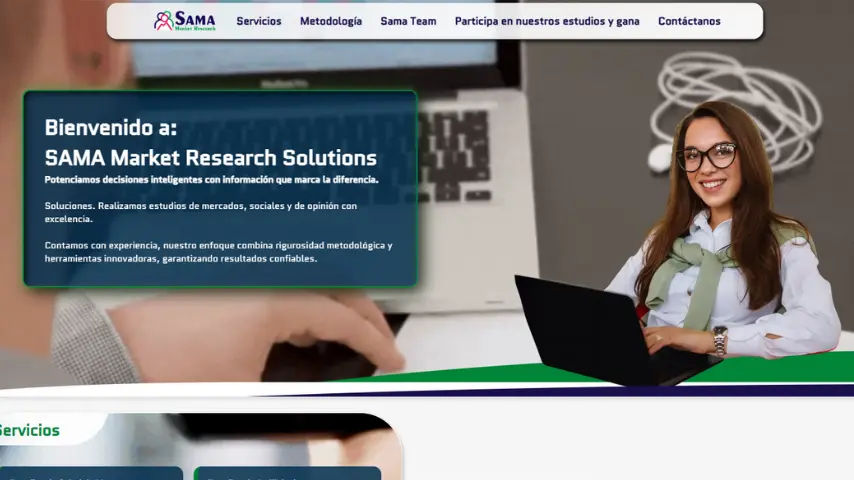 SAMA
Market Research
Servicios
Metodología
Sama Team
Participa en nuestros estudios y gana
Contáctanos
Bienvenido a:
SAMA Market Research Solutions
Potenciamos decisiones inteligentes con información que marca la diferencia.
Soluciones. Realizamos estudios de mercados, sociales y de opinión con
excelencia.
Contamos con experiencia, nuestro enfoque combina rigurosidad metodológica y
herramientas innovadoras, garantizando resultados confiables.
Servicios